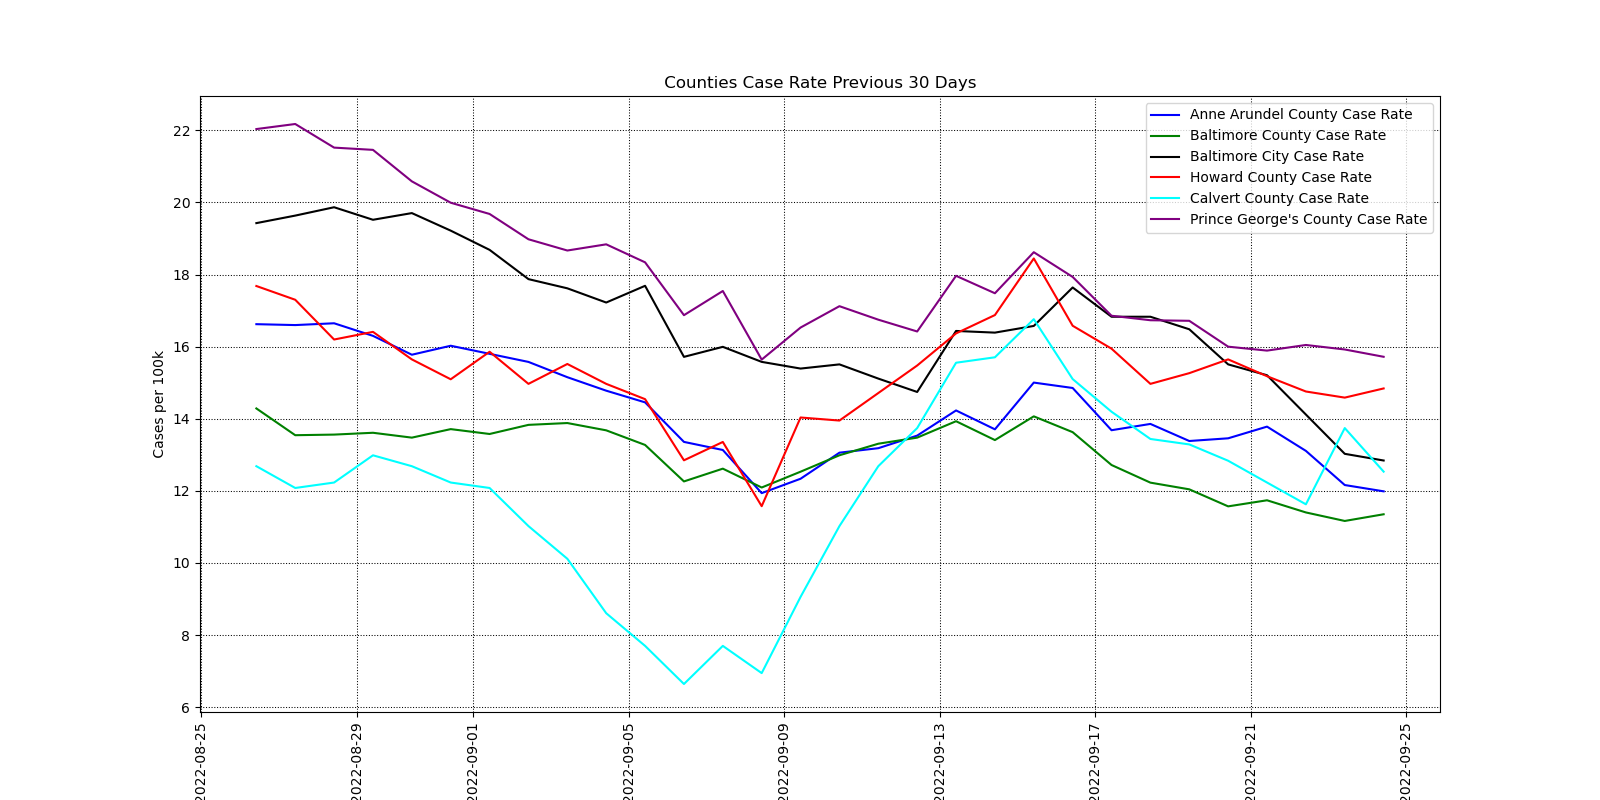 Counties Case Rate Previous 30 Days
Anne Arundel County Case Rate
Baltimore County Case Rate
Baltimore City Case Rate
Howard County Case Rate
Calvert County Case Rate
Prince George's County Case Rate
Cases per 100k
22
20
18
16
14
12
10
8
6
2022-08-25
2022-08-29
2022-09-01
2022-09-05
2022-09-09
2022-09-13
2022-09-17
2022-09-21
2022-09-25